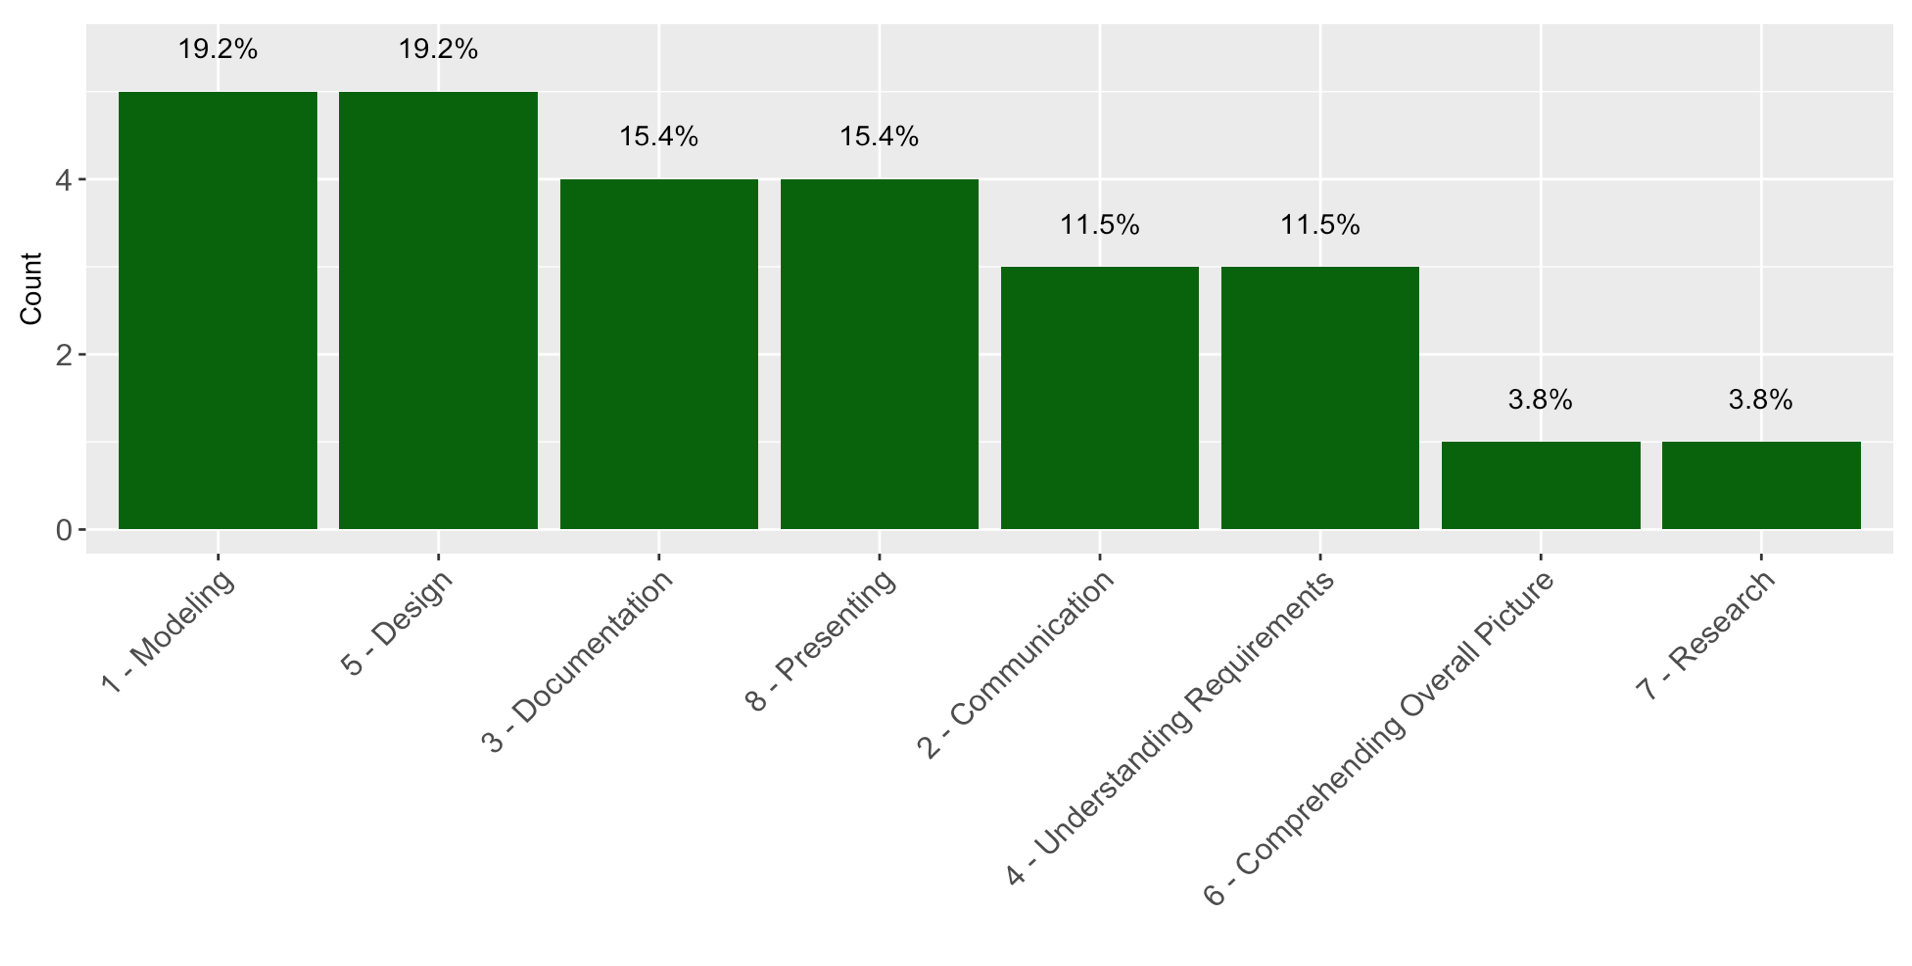 19.2%
19.2%
15.4%
15.4%
11.5%
11.5%
3.8%
3.8%
Count
4
2
0
1 - Modeling
5 - Design
3 - Documentation
8 - Presenting
2 - Communication
4 - Understanding Requirements
6 - Comprehending Overall Picture
7 - Research